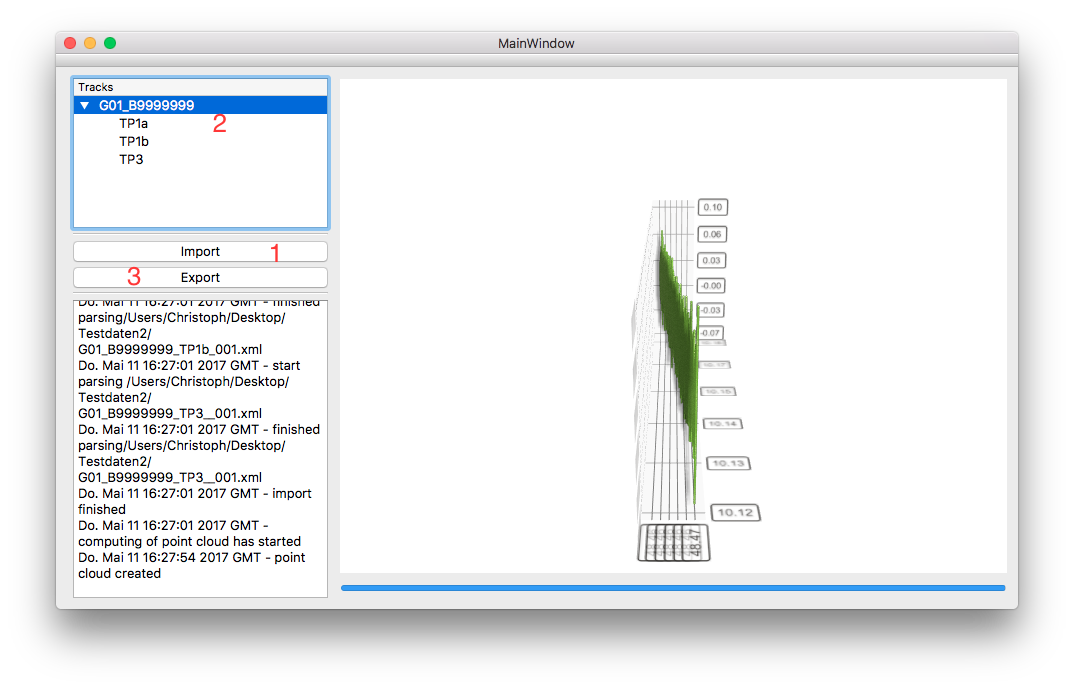 MainWindow
Tracks
G01_B9999999
2
TP1a
TP1b
TP3
Import 1
3 Export
Do. Mai 11 16:27:01 2017 GMT - finished
parsing/Users/Christoph/Desktop/
Testdaten2/
G01_B9999999_TP1b_001.xml
Do. Mai 11 16:27:01 2017 GMT - start
parsing /Users/Christoph/Desktop/
Testdaten2/
G01_B9999999_TP3__001.xml
Do. Mai 11 16:27:01 2017 GMT - finished
parsing/Users/Christoph/Desktop/
Testdaten2/
G01_B9999999_TP3__001.xml
Do. Mai 11 16:27:01 2017 GMT - import
finished
Do. Mai 11 16:27:01 2017 GMT -
computing of point cloud has started
Do. Mai 11 16:27:54 2017 GMT - point
cloud created
0.10
0.06
0.03
-0.00
-0.03
-0.07
10.15
10.14
10.13
10.12
48.47